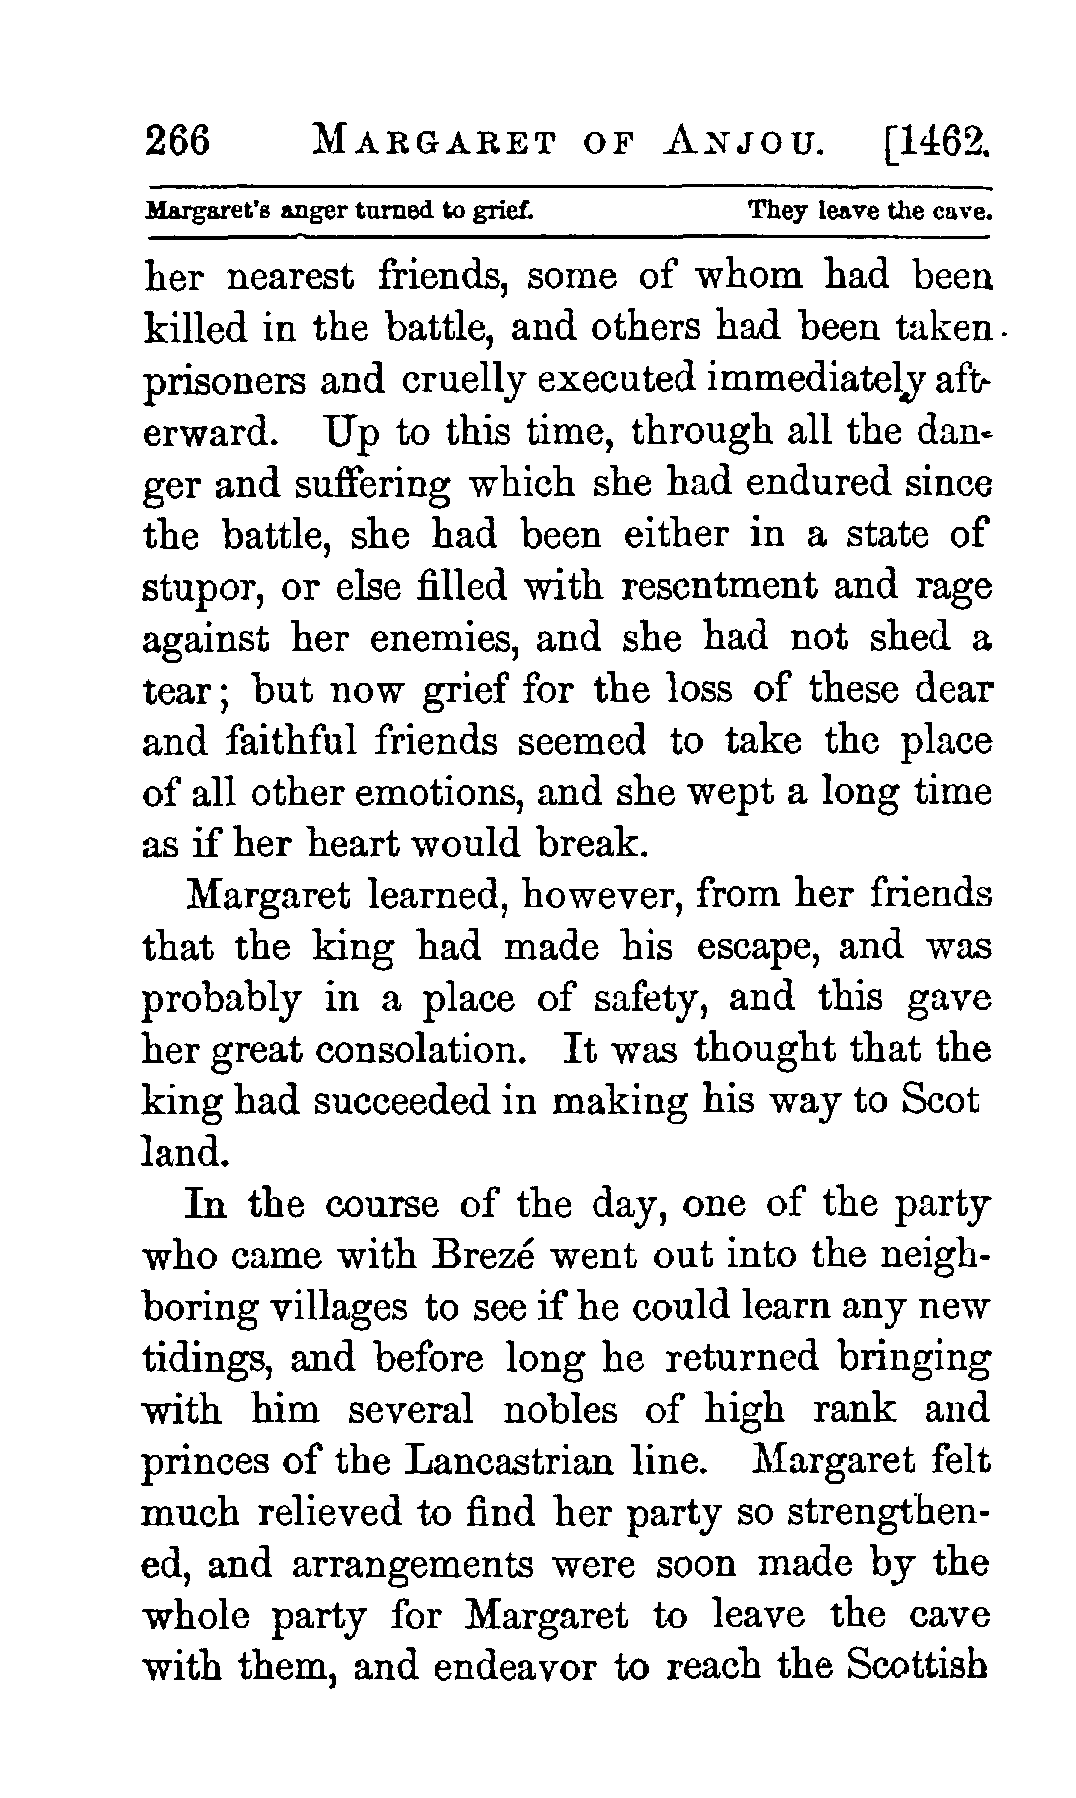 266 MARGARET OF ANJOU. [1462.
Margaret's anger turned to grief. They leave the cave.
her nearest friends, some of whom had been
killed in the battle, and others had been taken
prisoners and cruelly executed immediately aft-
erward. Up to this time, through all the dan-
ger and suffering which she had endured since
the battle, she had been either in a state of
stupor, or else filled with resentment and rage
against her enemies, and she had not shed a
tear; but now grief for the loss of these dear
and faithful friends seemed to take the place
of all other emotions, and she wept a long time
as if her heart would break.
Margaret learned, however, from her friends
that the king had made his escape, and was
probably in a place of safety, and this gave
her great consolation. It was thought that the
king had succeeded in making his way to Scot
land.
In the course of the day, one of the party
who came with Brezé went out into the neigh-
boring villages to see if he could learn any new
tidings, and before long he returned bringing
with him several nobles of high rank and
princes of the Lancastrian line. Margaret felt
much relieved to find her party so strengthen-
ed, and arrangements were soon made by the
whole party for Margaret to leave the cave
with them, and endeavor to reach the Scottish